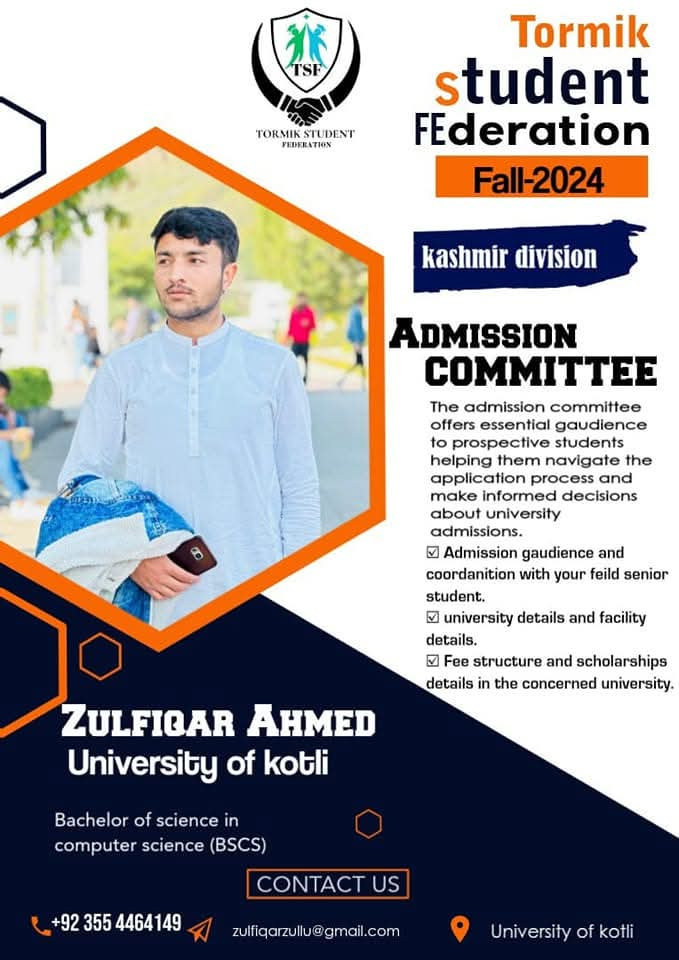 TSF
TORMIK STUDENT
FEDERATION
Tormik
sTudent
FEderation
Fall-2024
kashmir division
ADMISSION
COMMITTEE
The admission committee
offers essential gaudience
to prospective students
helping them navigate the
application process and
make informed decisions
about university
admissions.
☑ Admission gaudience and
coordanition with your feild senior
student.
☑ university details and facility
details.
☑ Fee structure and scholarships
details in the concerned university.
ZULFIQAR AHMED
University of kotli
Bachelor of science in
computer science (BSCS)
CONTACT US
+92 355 4464149
zulfiqarzullu@gmail.com
University of kotli